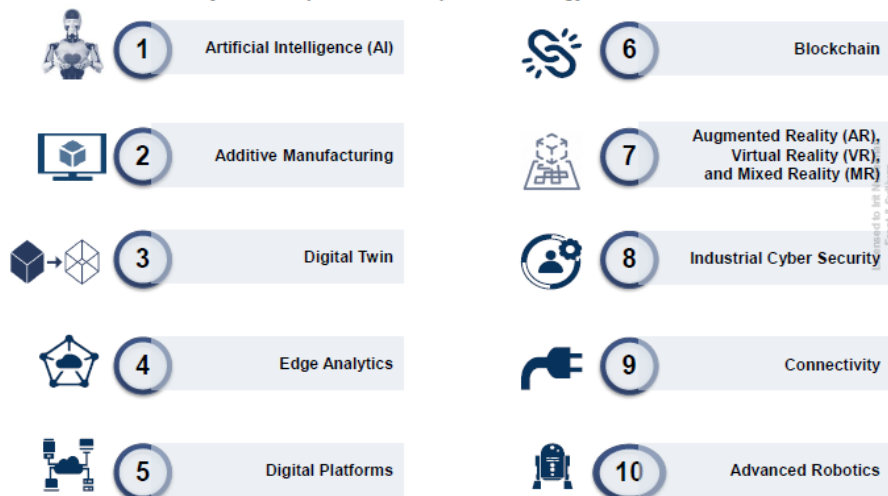 1
Artificial Intelligence (AI)
2
Additive Manufacturing
3
Digital Twin
4
Edge Analytics
5
Digital Platforms
6
Blockchain
7
Augmented Reality (AR),
Virtual Reality (VR),
and Mixed Reality (MR)
8
Industrial Cyber Security
9
Connectivity
10
Advanced Robotics
to Irit